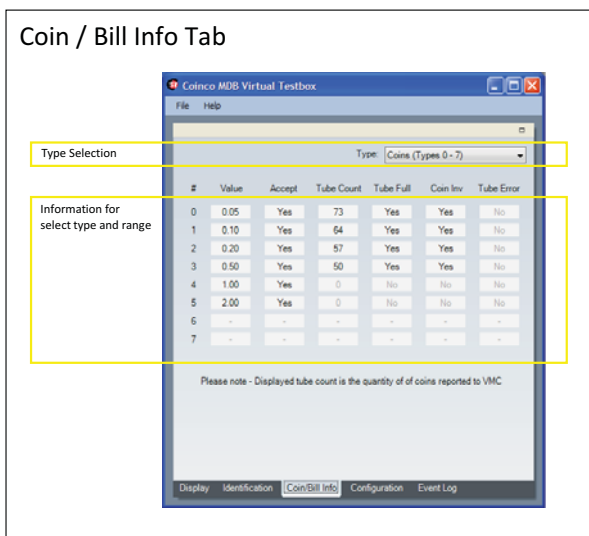 Coin / Bill Info Tab
Coinco MDB Virtual Testbox
File Help
Type Selection
Type: Coins (Types 0 - 7)
Information for
select type and range
# Value Accept Tube Count Tube Full Coin Inv Tube Error
0 0.05 Yes 73 Yes Yes No
1 0.10 Yes 64 Yes Yes No
2 0.20 Yes 57 Yes Yes No
3 0.50 Yes 50 Yes Yes No
4 1.00 Yes 0 No No No
5 2.00 Yes 0 No No No
6 - - - - - -
7 - - - - - -
Please note - Displayed tube count is the quantity of of coins reported to VMC
Display Identification Coin/Bill Info Configuration Event Log